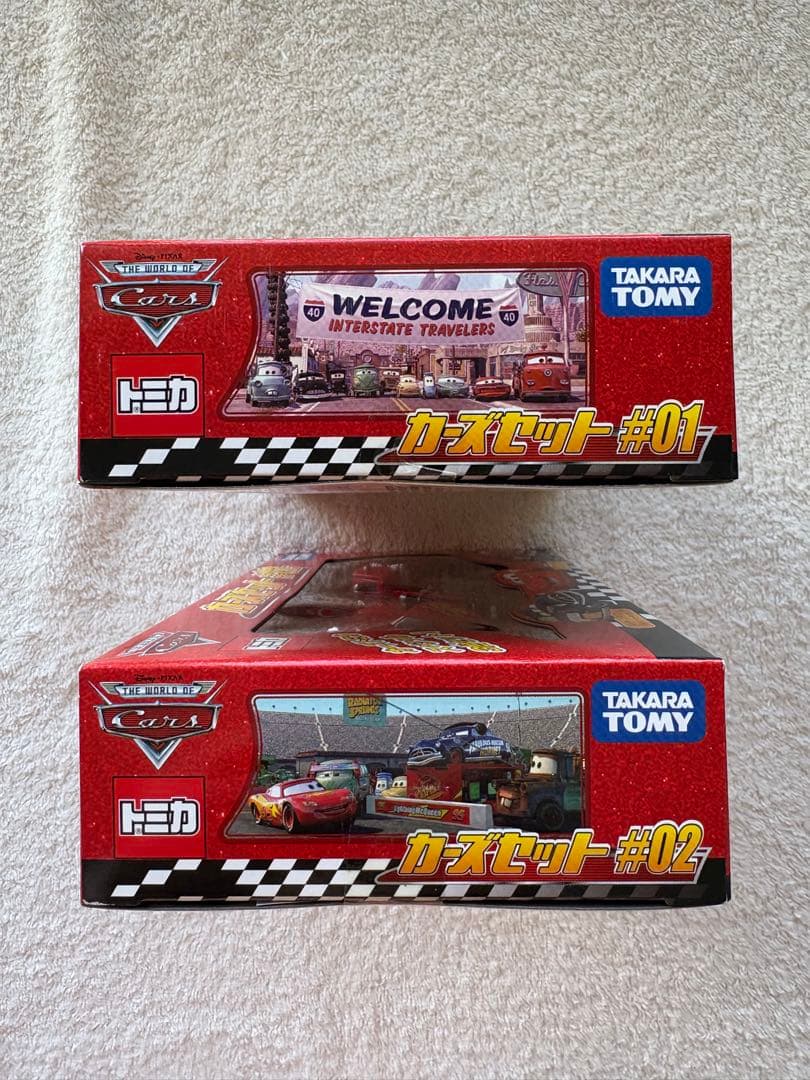 Disney · PIXAR
THE WORLD OF
Cars
トミカ
WELCOME
INTERSTATE TRAVELERS
40
40
TAKARA
TOMY
カーズセット #01
Disney · PIXAR
THE WORLD OF
Cars
トミカ
RADIATOR
SPRINGS
TAKARA
TOMY
カーズセット #02